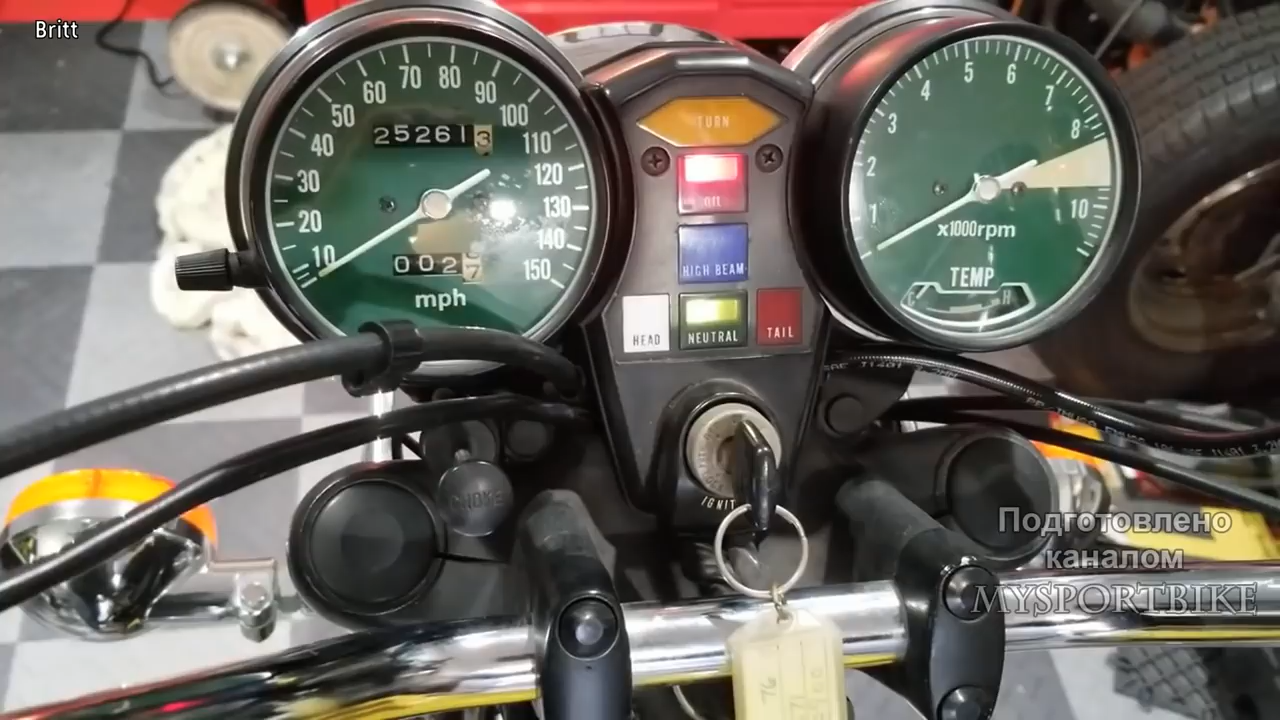 Britt
60 70 80 90
50 100
40 110
30 120
20 130
10 140
150
25261 3
002 7
mph
TURN
OIL
HIGH BEAM
HEAD
NEUTRAL
TAIL
1 2 3 4 5 6 7 8 10
x1000rpm
TEMP
C H
CHOKE
76
Подготовлено
каналом
MYSPORTBIKE